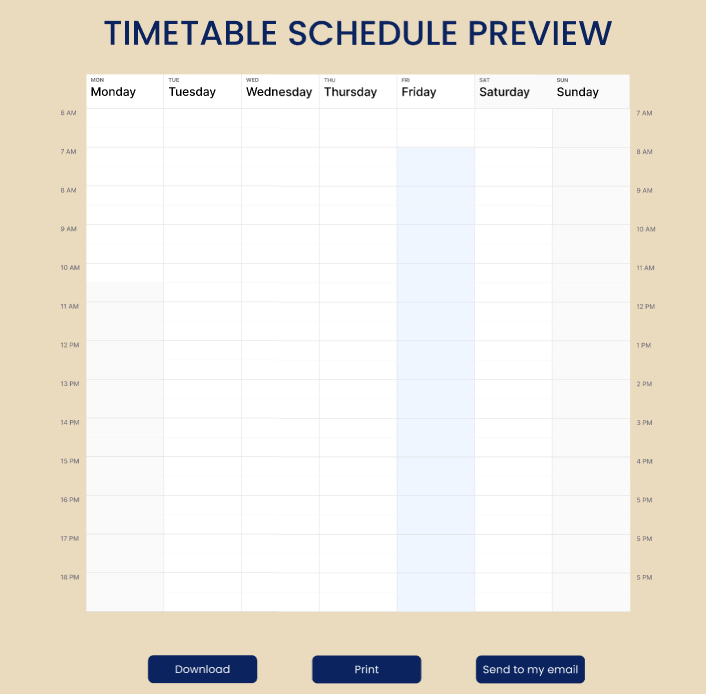 TIMETABLE SCHEDULE PREVIEW
MON TUE WED THU FRI SAT SUN
Monday Tuesday Wednesday Thursday Friday Saturday Sunday
6 AM 7 AM
7 AM 8 AM
8 AM 9 AM
9 AM 10 AM
10 AM 11 AM
11 AM 12 PM
12 PM 1 PM
13 PM 2 PM
14 PM 3 PM
15 PM 4 PM
16 PM 5 PM
17 PM 5 PM
18 PM 5 PM
Download Print Send to my email